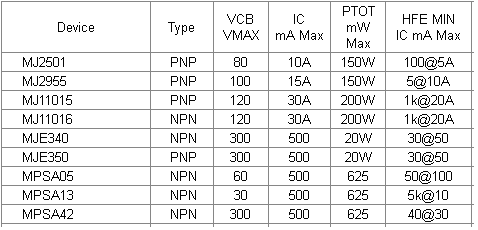 Device Type VCB VMAX IC mA Max PTOT mW Max HFE MIN IC mA Max
MJ2501 PNP 80 10A 150W 100@5A
MJ2955 PNP 100 15A 150W 5@10A
MJ11015 PNP 120 30A 200W 1k@20A
MJ11016 NPN 120 30A 200W 1k@20A
MJE340 NPN 300 500 20W 30@50
MJE350 PNP 300 500 20W 30@50
MPSA05 NPN 60 500 625 50@100
MPSA13 NPN 30 500 625 5k@10
MPSA42 NPN 300 500 625 40@30